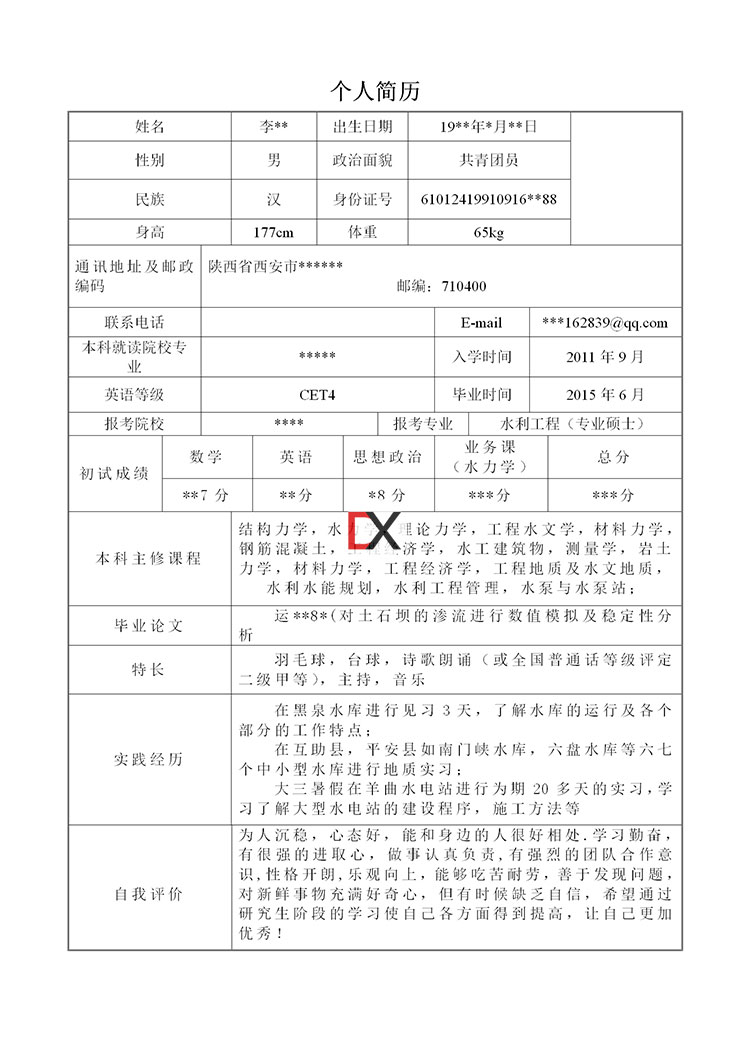 个人简历
姓名 李** 出生日期 19**年*月**日
性别 男 政治面貌 共青团员
民族 汉 身份证号 61012419910916**88
身高 177cm 体重 65kg
通讯地址及邮政 陕西省西安市******
编码 邮编：710400
联系电话 E-mail ***162839@qq.com
本科就读院校专
业 ***** 入学时间 2011 年 9 月
英语等级 CET4 毕业时间 2015 年 6 月
报考院校 **** 报考专业 水利工程（专业硕士）
初试成绩 数学 英语 思想政治 业务课
（水力学） 总分
**7 分 **分 *8 分 ***分 ***分
DX
本科主修课程 结构力学，水力学，理论力学，工程水文学，材料力学，
钢筋混凝土，经济学，水工建筑物，测量学，岩土
力学，材料力学，工程经济学，工程地质及水文地质，
水利水能规划，水利工程管理，水泵与水泵站；
毕业论文 运**8*(对土石坝的渗流进行数值模拟及稳定性分
析
特长 羽毛球，台球，诗歌朗诵（或全国普通话等级评定
二级甲等），主持，音乐
实践经历 在黑泉水库进行见习 3 天，了解水库的运行及各个
部分的工作特点；
在互助县，平安县如南门峡水库，六盘水库等六七
个中小型水库进行地质实习；
大三暑假在羊曲水电站进行为期 20 多天的实习，学
习了解大型水电站的建设程序，施工方法等
自我评价 为人沉稳，心态好，能和身边的人很好相处.学习勤奋，
有很强的进取心，做事认真负责,有强烈的团队合作意
识,性格开朗,乐观向上，能够吃苦耐劳，善于发现问题，
对新鲜事物充满好奇心，但有时候缺乏自信，希望通过
研究生阶段的学习使自己各方面得到提高，让自己更加
优秀！